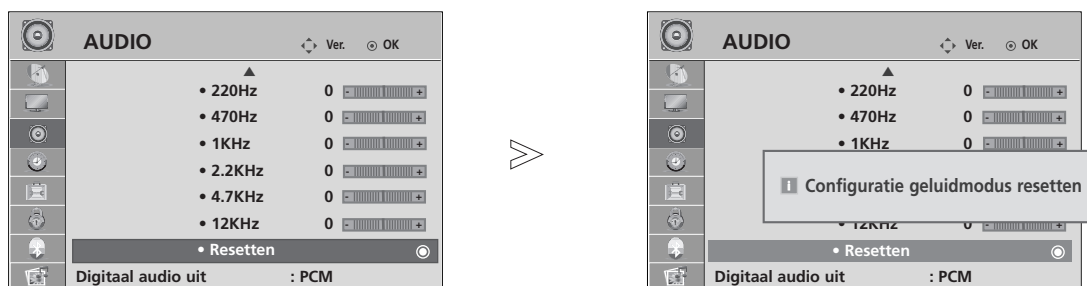 AUDIO Ver. OK
• 220Hz 0 - +
• 470Hz 0 - +
• 1KHz 0 - +
• 2.2KHz 0 - +
• 4.7KHz 0 - +
• 12KHz 0 - +
• Resetten
Digitaal audio uit : PCM
AUDIO Ver. OK
• 220Hz 0 - +
• 470Hz 0 - +
• 1KHz 0 - +
i Configuratie geluidmodus resetten
• 12KHz 0 - +
• Resetten
Digitaal audio uit : PCM